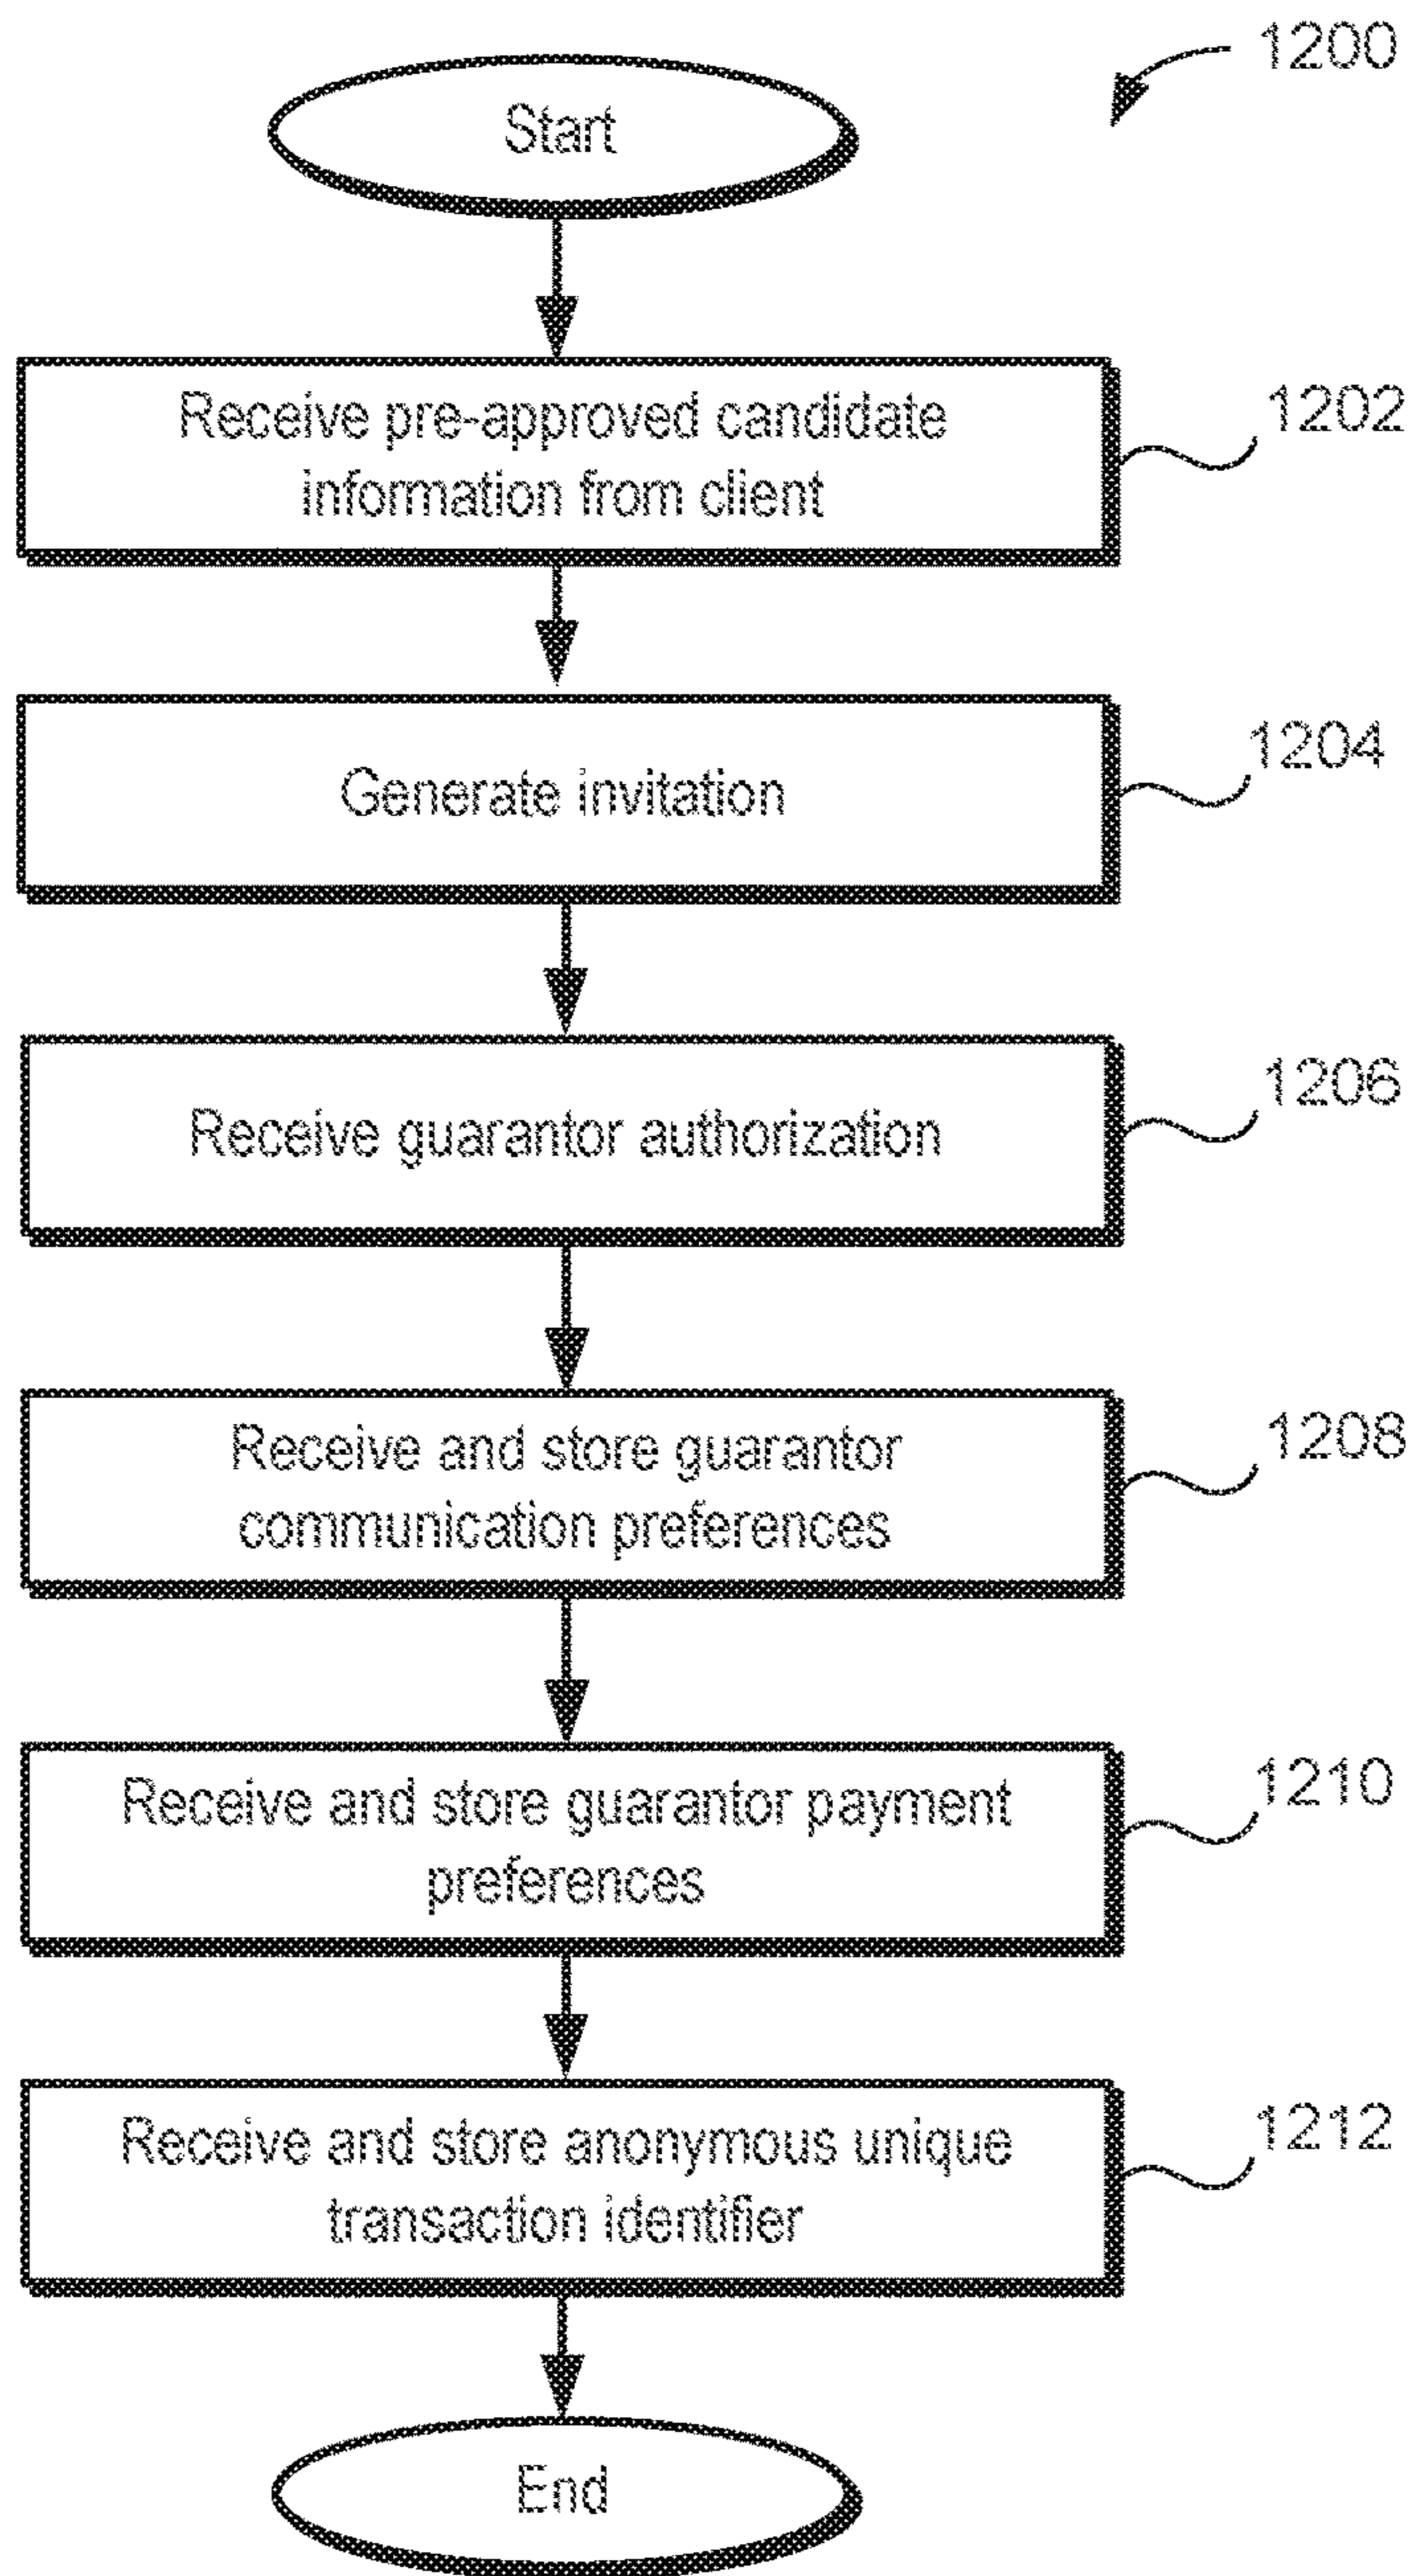 1200
Start
Receive pre-approved candidate
information from client
1202
Generate invitation
1204
Receive guarantor authorization
1206
Receive and store guarantor
communication preferences
1208
Receive and store guarantor payment
preferences
1210
Receive and store anonymous unique
transaction identifier
1212
End